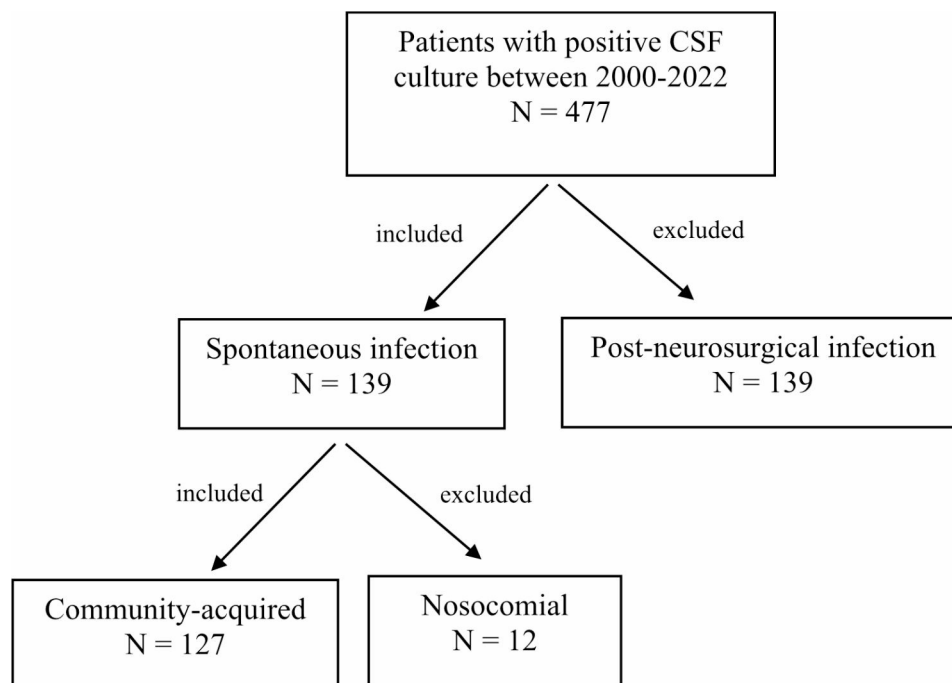 Patients with positive CSF
culture between 2000-2022
N = 477
included
excluded
Spontaneous infection
N = 139
Post-neurosurgical infection
N = 139
included
excluded
Community-acquired
N = 127
Nosocomial
N = 12